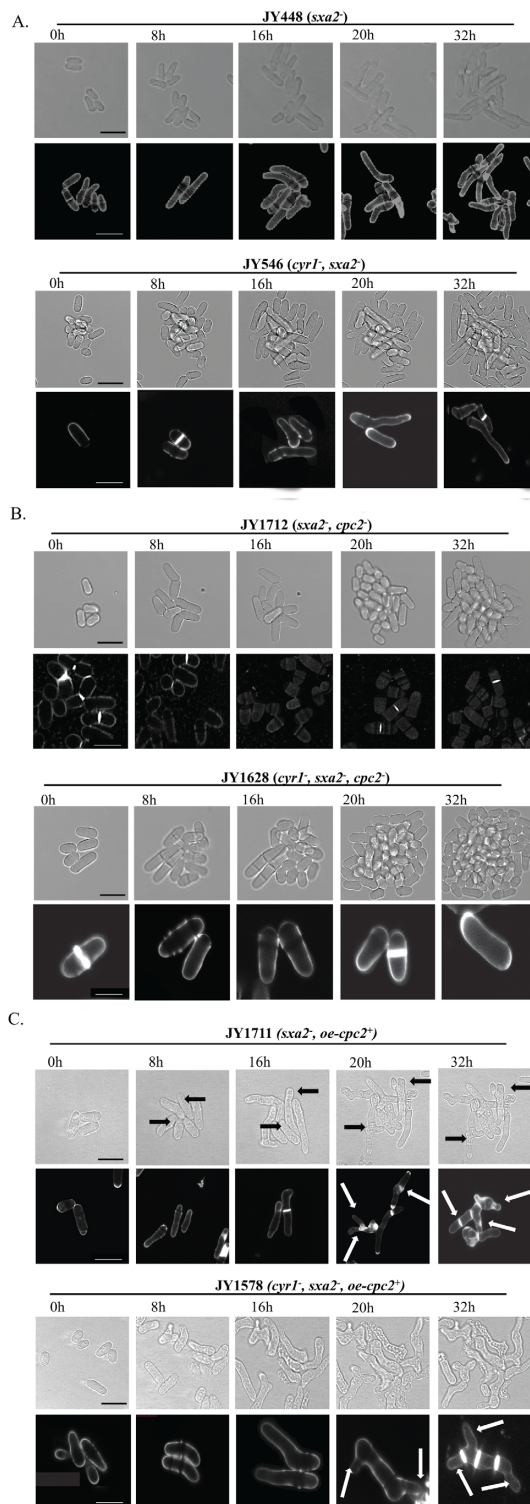 A.
JY448 (sxa2-)
0h 8h 16h 20h 32h
JY546 (cyr1-, sxa2-)
0h 8h 16h 20h 32h
B.
JY1712 (sxa2-, cpc2-)
0h 8h 16h 20h 32h
JY1628 (cyr1-, sxa2-, cpc2-)
0h 8h 16h 20h 32h
C.
JY1711 (sxa2-, oe-cpc2+)
0h 8h 16h 20h 32h
JY1578 (cyr1-, sxa2-, oe-cpc2+)
0h 8h 16h 20h 32h